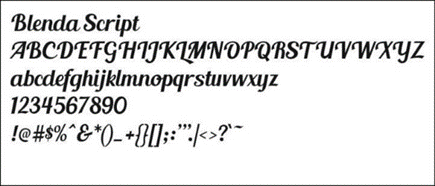 Blenda Script
ABCDEFGHIJKLMNOPQRSTUVWXYZ
abcdefghijklmnopqrstuvwxyz
1234567890
!@#$%^&*()_+{}[];:'"'.|<>?`~